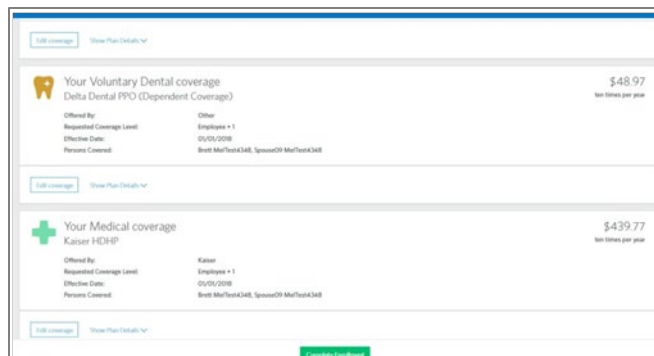 Edit coverage Show Plan Details
Your Voluntary Dental coverage $48.97
Delta Dental PPO (Dependent Coverage) ten times per year
Offered By: Other
Requested Coverage Level: Employee + 1
Effective Date: 01/01/2018
Persons Covered: Brett MelTest4348, Spouse09 MelTest4348
Edit coverage Show Plan Details
Your Medical coverage $439.77
Kaiser HDHP ten times per year
Offered By: Kaiser
Requested Coverage Level: Employee + 1
Effective Date: 01/01/2018
Persons Covered: Brett MelTest4348, Spouse09 MelTest4348
Edit coverage Show Plan Details
Complete Enrollment